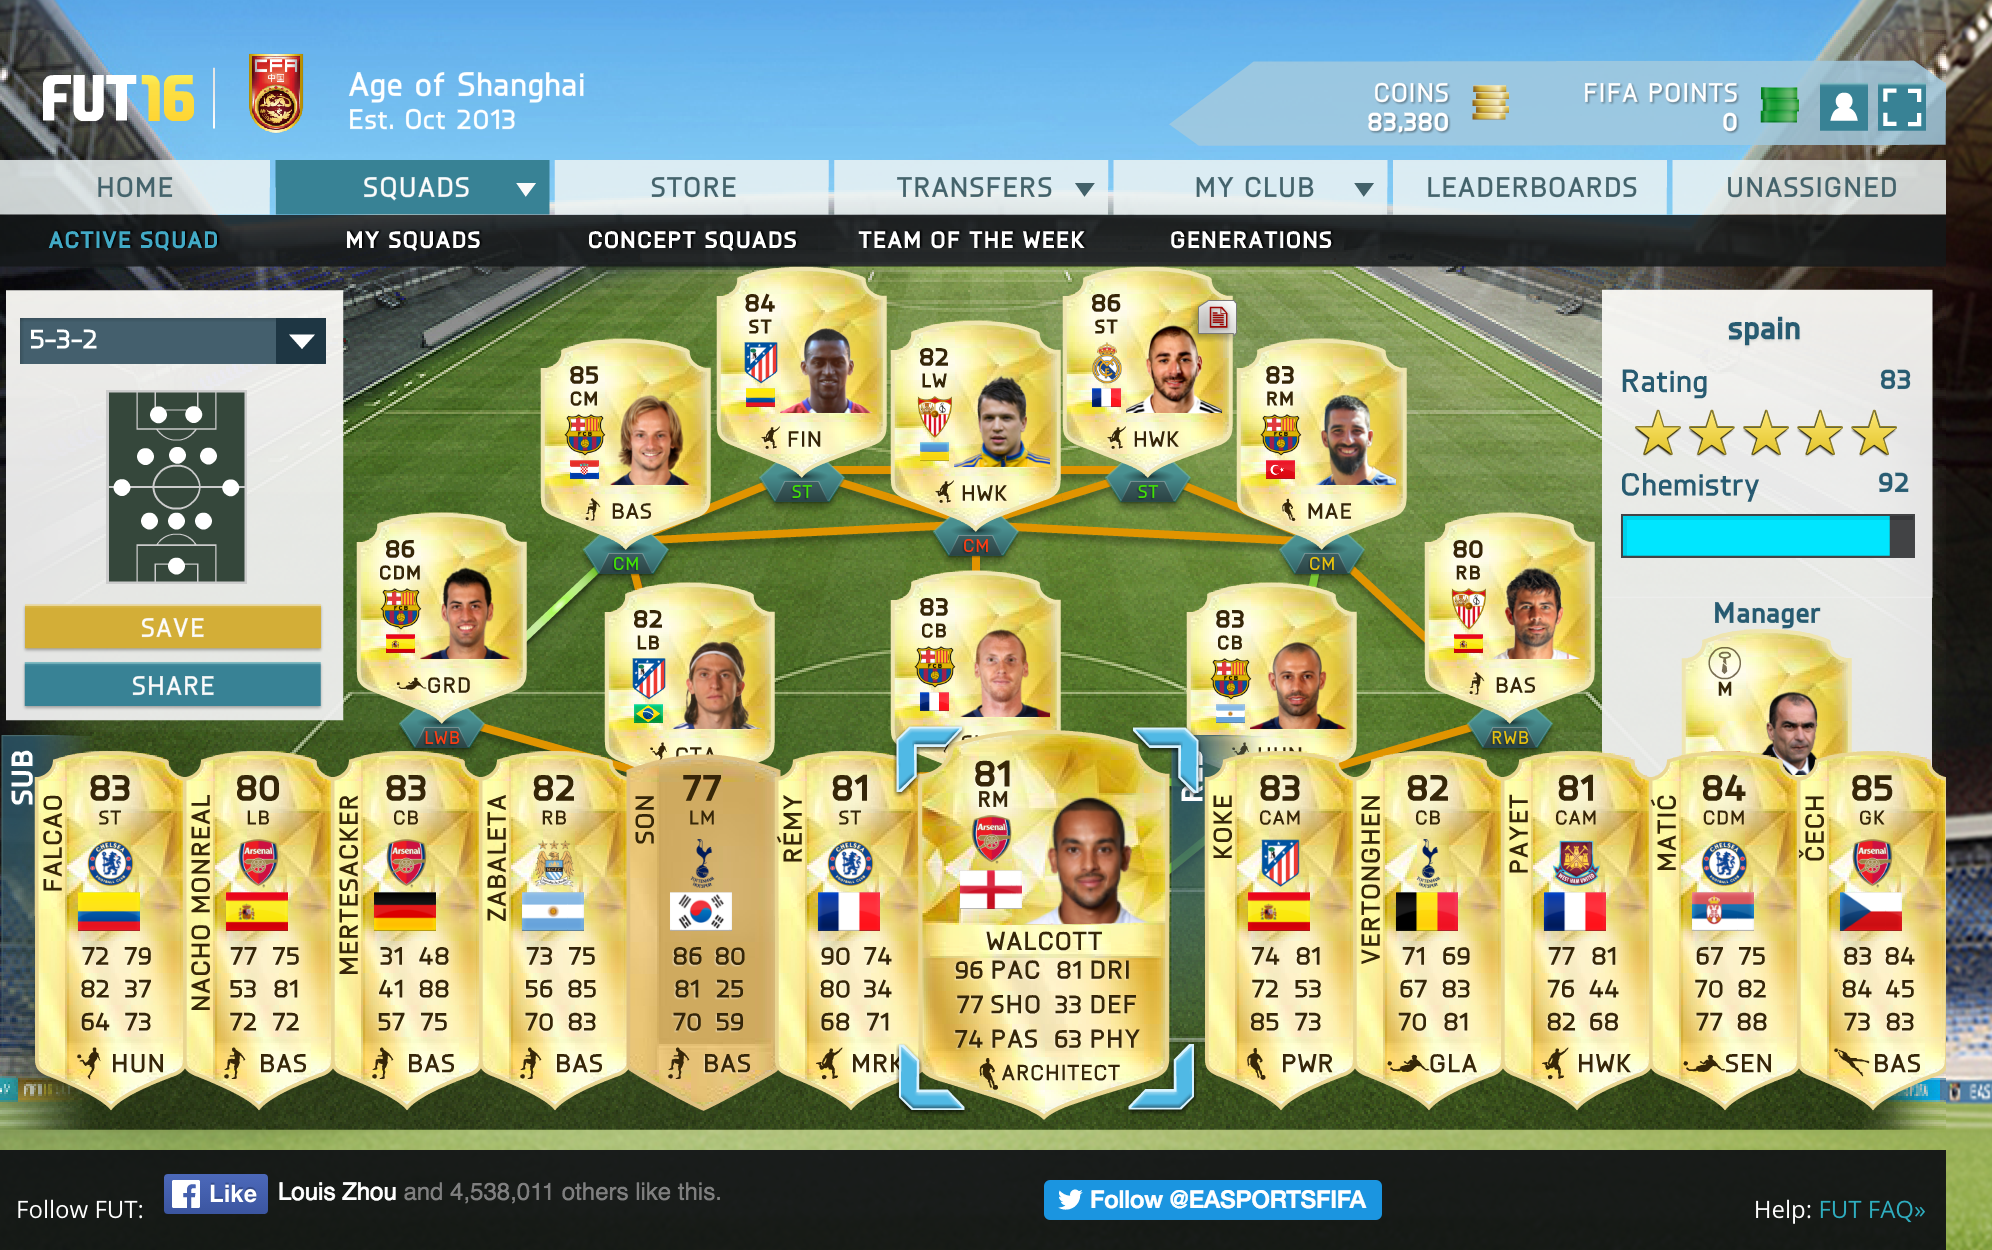 FUT16
CFA
中国
Age of Shanghai
Est. Oct 2013
COINS
83,380
FIFA POINTS
0
HOME
SQUADS
STORE
TRANSFERS
MY CLUB
LEADERBOARDS
UNASSIGNED
ACTIVE SQUAD
MY SQUADS
CONCEPT SQUADS
TEAM OF THE WEEK
GENERATIONS
5-3-2
SAVE
SHARE
84
ST
FIN
ST
86
ST
HWK
ST
85
CM
BAS
CM
82
LW
HWK
CM
83
RM
MAE
CM
86
CDM
GRD
LWB
82
LB
83
CB
83
CB
80
RB
BAS
RWB
spain
Rating 83
Chemistry 92
Manager
M
SUB
FALCAO
83
ST
72 79
82 37
64 73
HUN
NACHO MONREAL
80
LB
Arsenal
77 75
53 81
72 72
BAS
MERTESACKER
83
CB
Arsenal
31 48
41 88
57 75
BAS
ZABALETA
82
RB
73 75
56 85
70 83
BAS
SON
77
LM
86 80
81 25
70 59
BAS
RÉMY
81
ST
90 74
80 34
68 71
MRK
81
RM
Arsenal
WALCOTT
96 PAC 81 DRI
77 SHO 33 DEF
74 PAS 63 PHY
ARCHITECT
KOKE
83
CAM
74 81
72 53
85 73
PWR
VERTONGHEN
82
CB
71 69
67 83
70 81
GLA
PAYET
81
CAM
77 81
76 44
82 68
HWK
MATIĆ
84
CDM
67 75
70 82
77 88
SEN
ČECH
85
GK
Arsenal
83 84
84 45
73 83
BAS
Follow FUT:
Like
Louis Zhou and 4,538,011 others like this.
Follow @EASPORTSFIFA
Help: FUT FAQ»